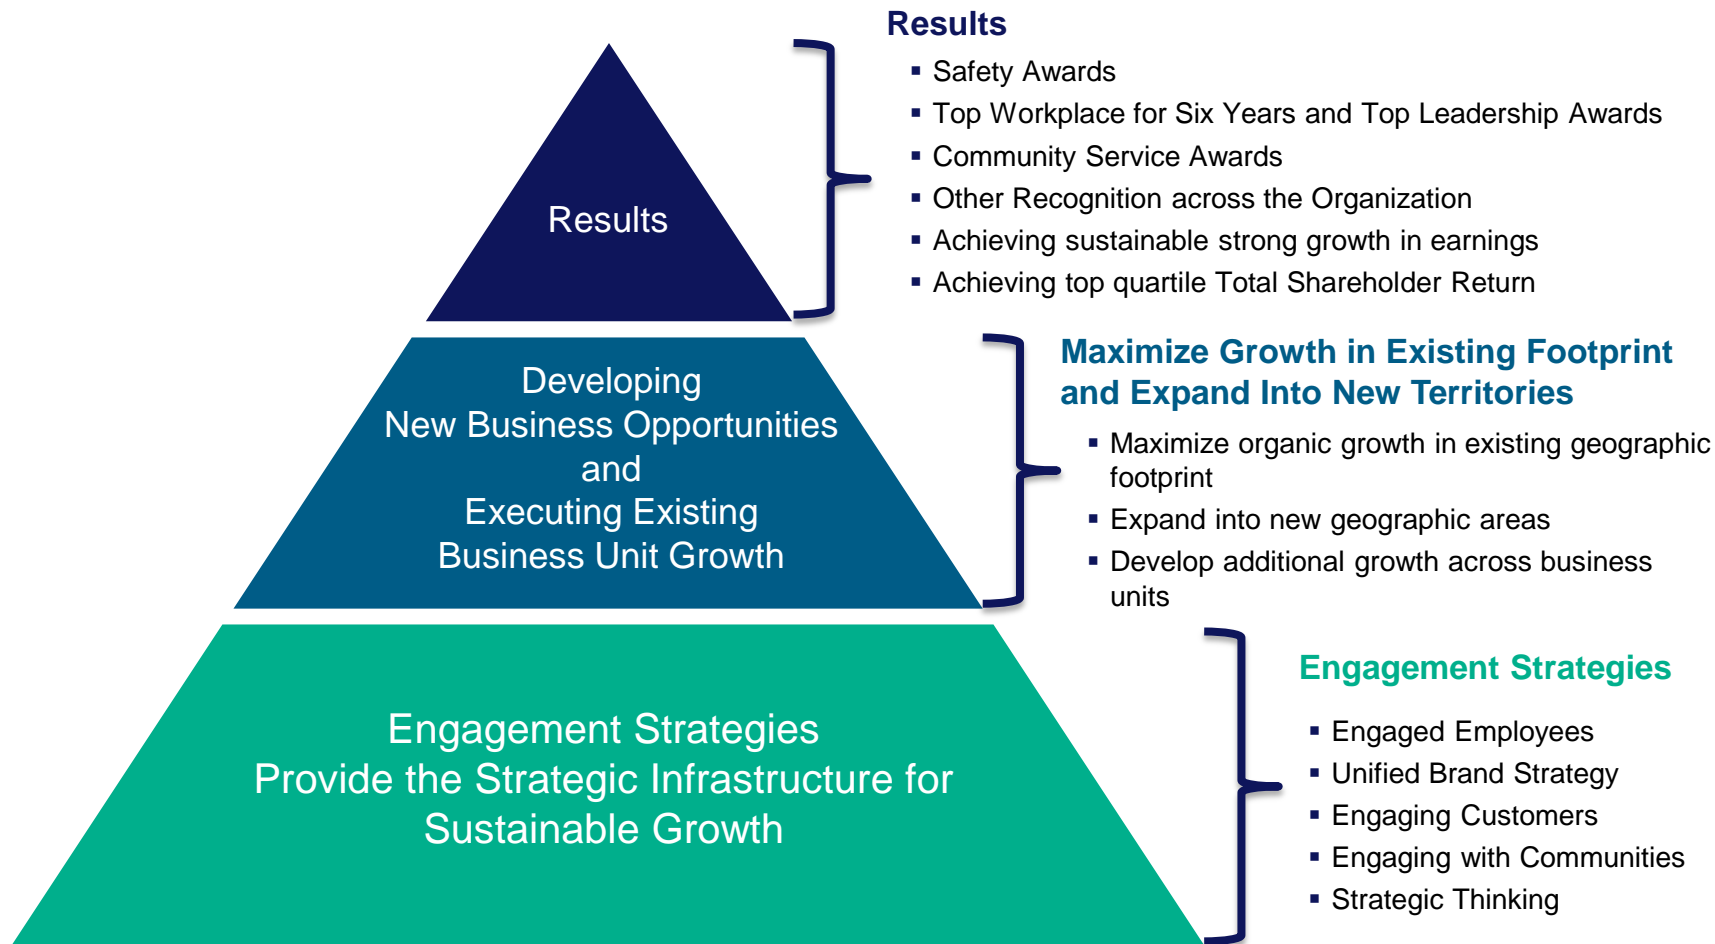 Results
▪ Safety Awards
▪ Top Workplace for Six Years and Top Leadership Awards
▪ Community Service Awards
▪ Other Recognition across the Organization
▪ Achieving sustainable strong growth in earnings
▪ Achieving top quartile Total Shareholder Return
Results
Maximize Growth in Existing Footprint
and Expand Into New Territories
▪ Maximize organic growth in existing geographic
footprint
▪ Expand into new geographic areas
▪ Develop additional growth across business
units
Developing
New Business Opportunities
and
Executing Existing
Business Unit Growth
Engagement Strategies
▪ Engaged Employees
▪ Unified Brand Strategy
▪ Engaging Customers
▪ Engaging with Communities
▪ Strategic Thinking
Engagement Strategies
Provide the Strategic Infrastructure for
Sustainable Growth